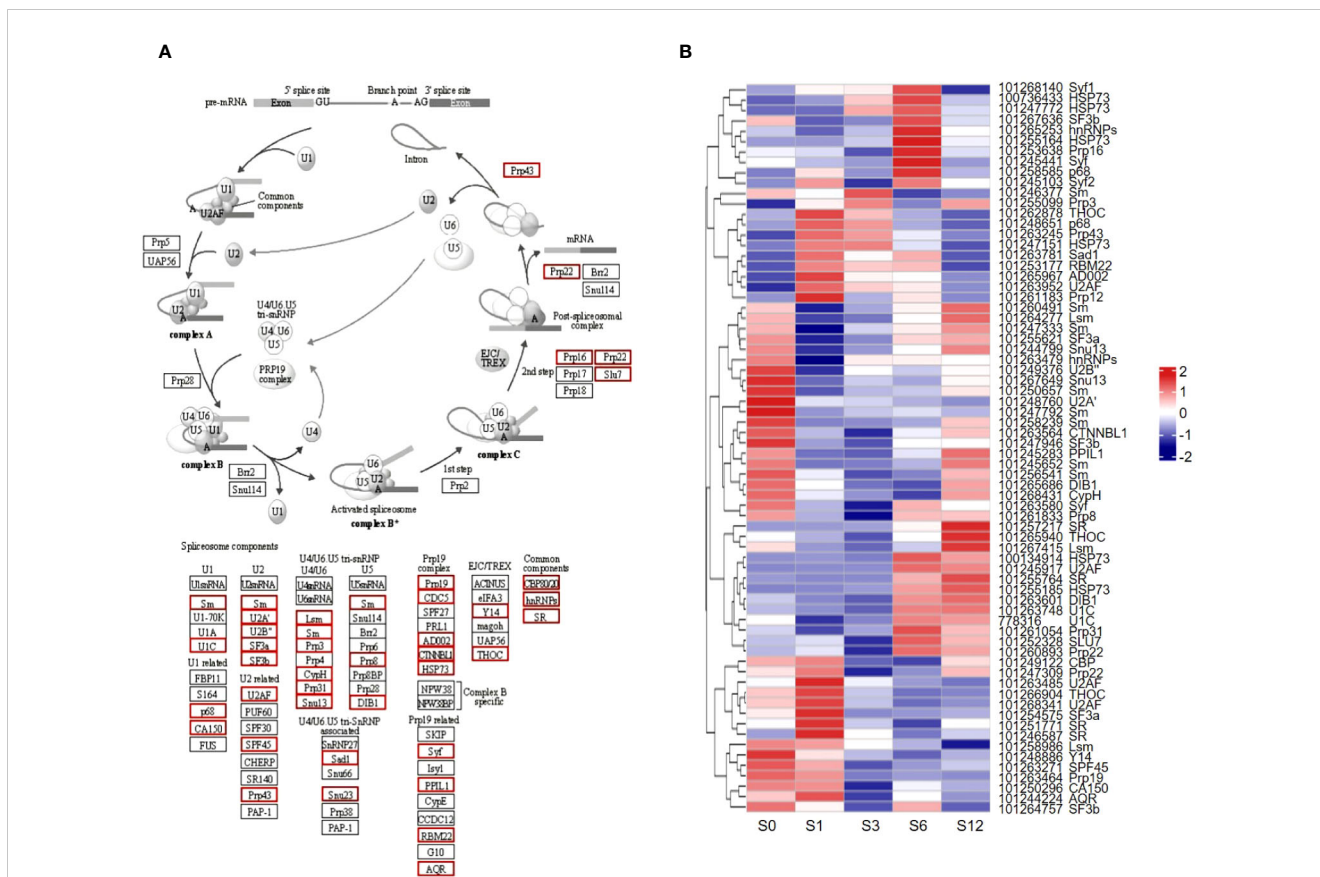 A
B
5' splice site
Branch point
3' splice site
pre-mRNA
Exon
GU
A
AG
Exon
Intron
U1
Prp43
U1
U2AF
A
Common
components
U2
U6
U5
mRNA
Prp5
UAP56
U2
Prp22
Brr2
Snu114
U1
U2
A
complex A
U4/U6 U5
tri-snRNP
U4 U6
U5
PRP19
complex
A
Post-spliceosomal
complex
EJC/
TREX
2nd step
Prp16
Prp22
Prp17
Slu7
Prp18
Prp28
U4 U6
U5 U1
A
complex B
U4
U6
U5 U2
A
complex C
Brr2
Snu114
U1
U6
U5 U2
A
1st step
Prp2
Activated spliceosome
complex B*
Spliceosome components
U1
U1snRNA
Sm
U1-70K
U1A
U1C
U1 related
FBP11
S164
p68
CA150
FUS
U2
U2snRNA
Sm
U2A'
U2B"
SF3a
SF3b
U2 related
U2AF
PUF60
SPF30
SPF45
CHERP
SR140
Prp43
PAP-1
U4/U6 U5 tri-snRNP
U4/U6
U4snRNA
U6snRNA
Lsm
Sm
Prp3
Prp4
CypH
Prp31
Snu13
U5
U5snRNA
Sm
Snu114
Brr2
Prp6
Prp8
Prp8BP
Prp28
DIB1
U4/U6 U5 tri-SnRNP
associated
SnRNP27
Sad1
Snu66
Snu23
Prp38
PAP-1
Prp19
complex
Prp19
CDC5
SPF27
PRL1
AD002
CTNNBL1
HSP73
NPW38
NPW38BP
Complex B
specific
Prp19 related
SKIP
Syf
Isy1
PPIL1
CypE
CCDC12
RBM22
G10
AQR
EJC/TREX
ACINUS
eIFA3
Y14
magoh
UAP56
THOC
Common
components
CBP80/20
hnRNPs
SR
101268140 Syf1
100736433 HSP73
101247772 HSP73
101267636 SF3b
101265253 hnRNPs
101255164 HSP73
101253638 Prp16
101245441 Syf
101258585 p68
101245103 Syf2
101246377 Sm
101255099 Prp3
101262878 THOC
101248651 p68
101263245 Prp43
101247151 HSP73
101263781 Sad1
101253177 RBM22
101265967 AD002
101263952 U2AF
101261183 Prp12
101260491 Sm
101264277 Lsm
101247333 Sm
101255621 SF3a
101244799 Snu13
101263479 hnRNPs
101249376 U2B"
101267649 Snu13
101250657 Sm
101248760 U2A'
101247792 Sm
101258239 Sm
101263564 CTNNBL1
101247946 SF3b
101245283 PPIL1
101245652 Sm
101256541 Sm
101265686 DIB1
101268431 CypH
101263580 Syf
101261833 Prp8
101257217 SR
101265940 THOC
101267415 Lsm
100134914 HSP73
101245917 U2AF
101255764 SR
101255185 HSP73
101263601 DIB1
101263748 U1C
778316 U1C
101261054 Prp31
101252328 SLU7
101260893 Prp22
101249122 CBP
101247309 Prp22
101263485 U2AF
101266904 THOC
101268341 U2AF
101254575 SF3a
101251771 SR
101246587 SR
101258986 Lsm
101248886 Y14
101263271 SPF45
101263464 Prp19
101250296 CA150
101244224 AQR
101264757 SF3b
S0 S1 S3 S6 S12
2
1
0
-1
-2